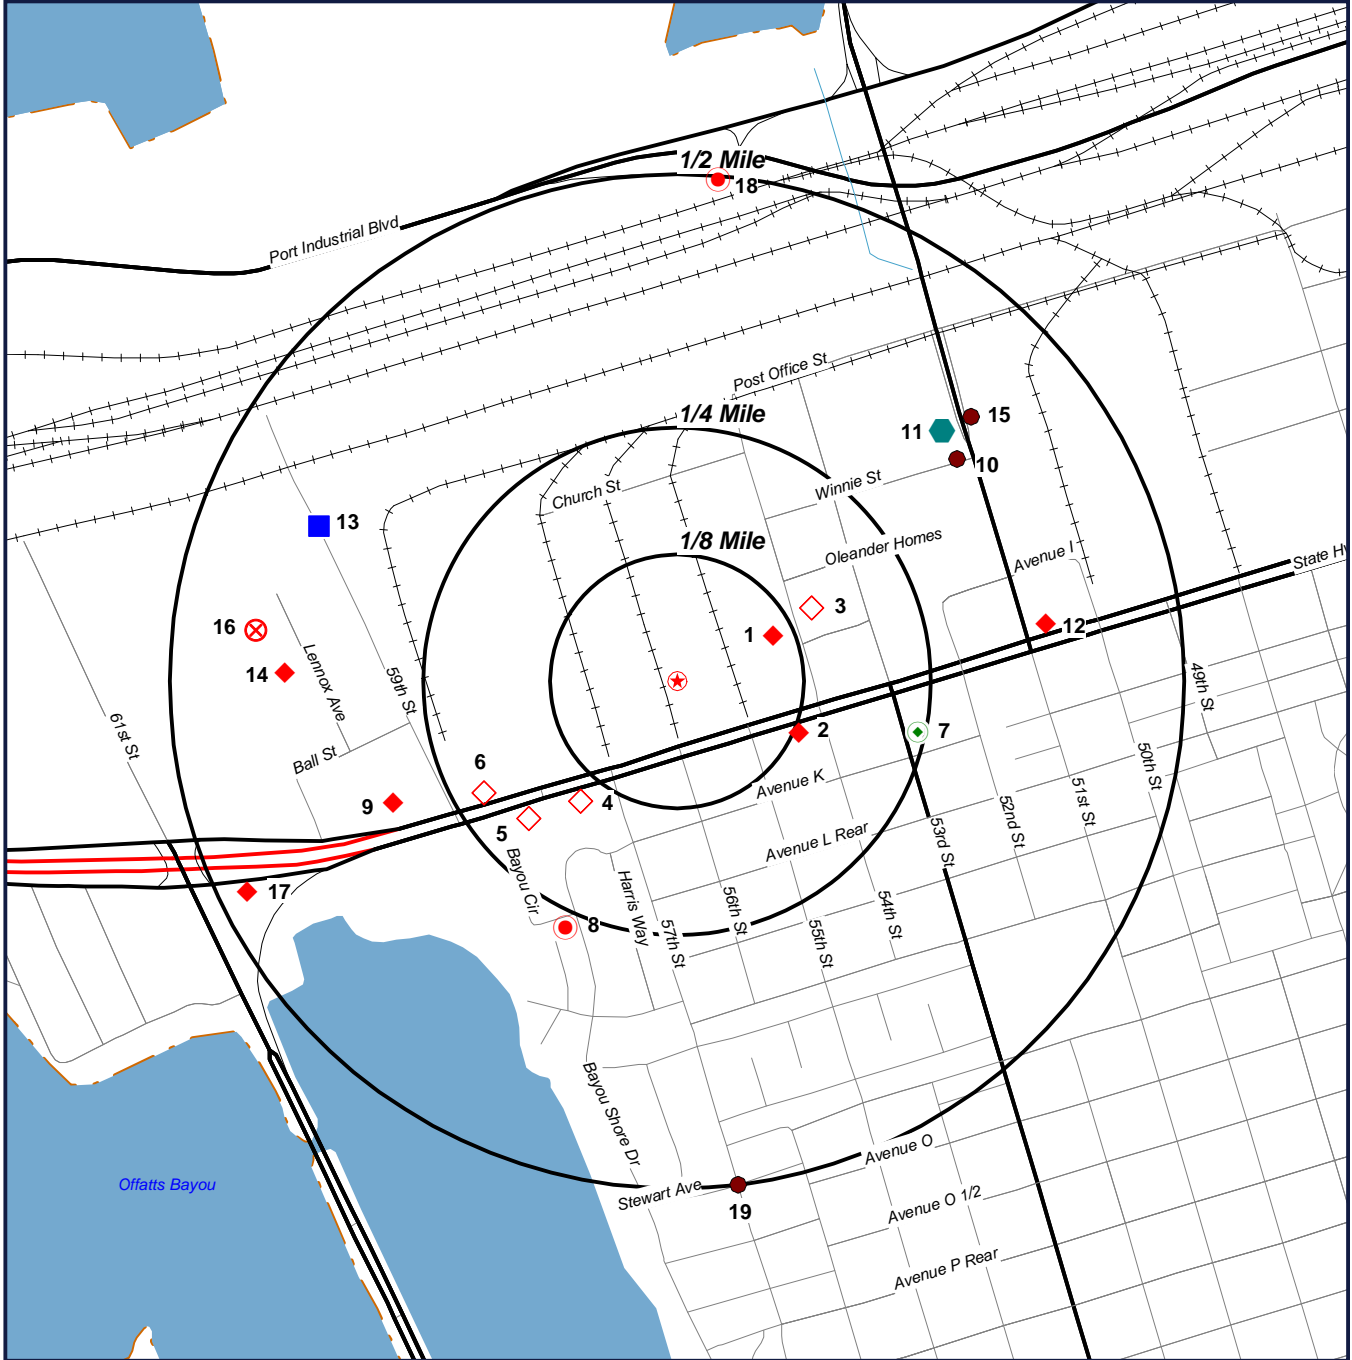 1/2 Mile
18
Port Industrial Blvd
Post Office St
1/4 Mile
15
11
10
Church St
Winnie St
13
1/8 Mile
Oleander Homes
Avenue I
State Hw
3
16
1
12
14
Lennox Ave
59th St
49th St
61st St
2
7
Ball St
6
50th St
Avenue K
9
4
5
51st St
52nd St
53rd St
Avenue L Rear
Bayou Cir
17
Harris Way
56th St
54th St
8
57th St
55th St
Bayou Shore Dr
Avenue O
Offatts Bayou
Stewart Ave
Avenue O 1/2
19
Avenue P Rear